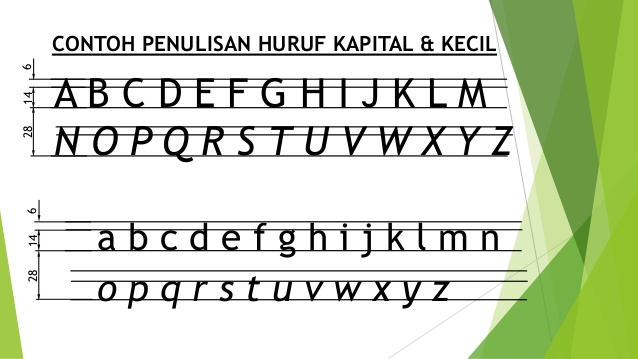 CONTOH PENULISAN HURUF KAPITAL & KECIL
6
A B C D E F G H I J K L M
14
N O P Q R S T U V W X Y Z
28
6
a b c d e f g h i j k l m n
14
o p q r s t u v w x y z
28